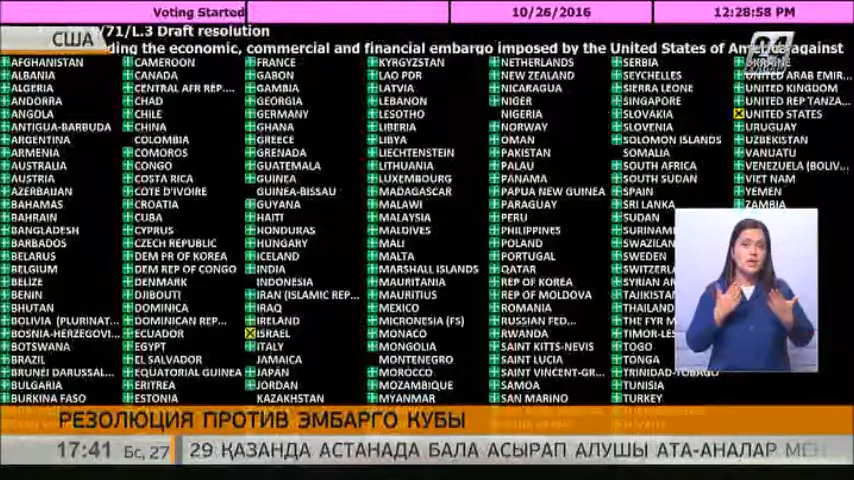 Voting Started 10/26/2016 12:28:58 PM
США /71/L.3 Draft resolution 24
ding the economic, commercial and financial embargo imposed by the United States of America against
AFGHANISTAN CAMEROON FRANCE KYRGYZSTAN NETHERLANDS SERBIA UKRAINE
ALBANIA CANADA GABON LAO PDR NEW ZEALAND SEYCHELLES UNITED ARAB EMIR...
ALGERIA CENTRAL AFR REP.... GAMBIA LATVIA NICARAGUA SIERRA LEONE UNITED KINGDOM
ANDORRA CHAD GEORGIA LEBANON NIGER SINGAPORE UNITED REP TANZA...
ANGOLA CHILE GERMANY LESOTHO NIGERIA SLOVAKIA UNITED STATES
ANTIGUA-BARBUDA CHINA GHANA LIBERIA NORWAY SLOVENIA URUGUAY
ARGENTINA COLOMBIA GREECE LIBYA OMAN SOLOMON ISLANDS UZBEKISTAN
ARMENIA COMOROS GRENADA LIECHTENSTEIN PAKISTAN SOMALIA VANUATU
AUSTRALIA CONGO GUATEMALA LITHUANIA PALAU SOUTH AFRICA VENEZUELA (BOLIV...
AUSTRIA COSTA RICA GUINEA LUXEMBOURG PANAMA SOUTH SUDAN VIET NAM
AZERBAIJAN COTE D'IVOIRE GUINEA-BISSAU MADAGASCAR PAPUA NEW GUINEA SPAIN YEMEN
BAHAMAS CROATIA GUYANA MALAWI PARAGUAY SRI LANKA ZAMBIA
BAHRAIN CUBA HAITI MALAYSIA PERU SUDAN
BANGLADESH CYPRUS HONDURAS MALDIVES PHILIPPINES SURINAM
BARBADOS CZECH REPUBLIC HUNGARY MALI POLAND SWAZILAN
BELARUS DEM PR OF KOREA ICELAND MALTA PORTUGAL SWEDEN
BELGIUM DEM REP OF CONGO INDIA MARSHALL ISLANDS QATAR SWITZERL
BELIZE DENMARK INDONESIA MAURITANIA REP OF KOREA SYRIAN AR
BENIN DJIBOUTI IRAN (ISLAMIC REP... MAURITIUS REP OF MOLDOVA TAJIKISTAN
BHUTAN DOMINICA IRAQ MEXICO ROMANIA THAILAND
BOLIVIA (PLURINAT... DOMINICAN REP... IRELAND MICRONESIA (FS) RUSSIAN FED... THE FYR M
BOSNIA-HERZEGOVI... ECUADOR ISRAEL MONACO RWANDA TIMOR-LES
BOTSWANA EGYPT ITALY MONGOLIA SAINT KITTS-NEVIS TOGO
BRAZIL EL SALVADOR JAMAICA MONTENEGRO SAINT LUCIA TONGA
BRUNEI DARUSSAL... EQUATORIAL GUINEA JAPAN MOROCCO SAINT VINCENT-GR... TRINIDAD-TOBAGO
BULGARIA ERITREA JORDAN MOZAMBIQUE SAMOA TUNISIA
BURKINA FASO ESTONIA KAZAKHSTAN MYANMAR SAN MARINO TURKEY
РЕЗОЛЮЦИЯ ПРОТИВ ЭМБАРГО КУБЫ
17:41 Бс, 27 29 ҚАЗАНДА АСТАНАДА БАЛА АСЫРАП АЛУШЫ АТА-АНАЛАР МЕН